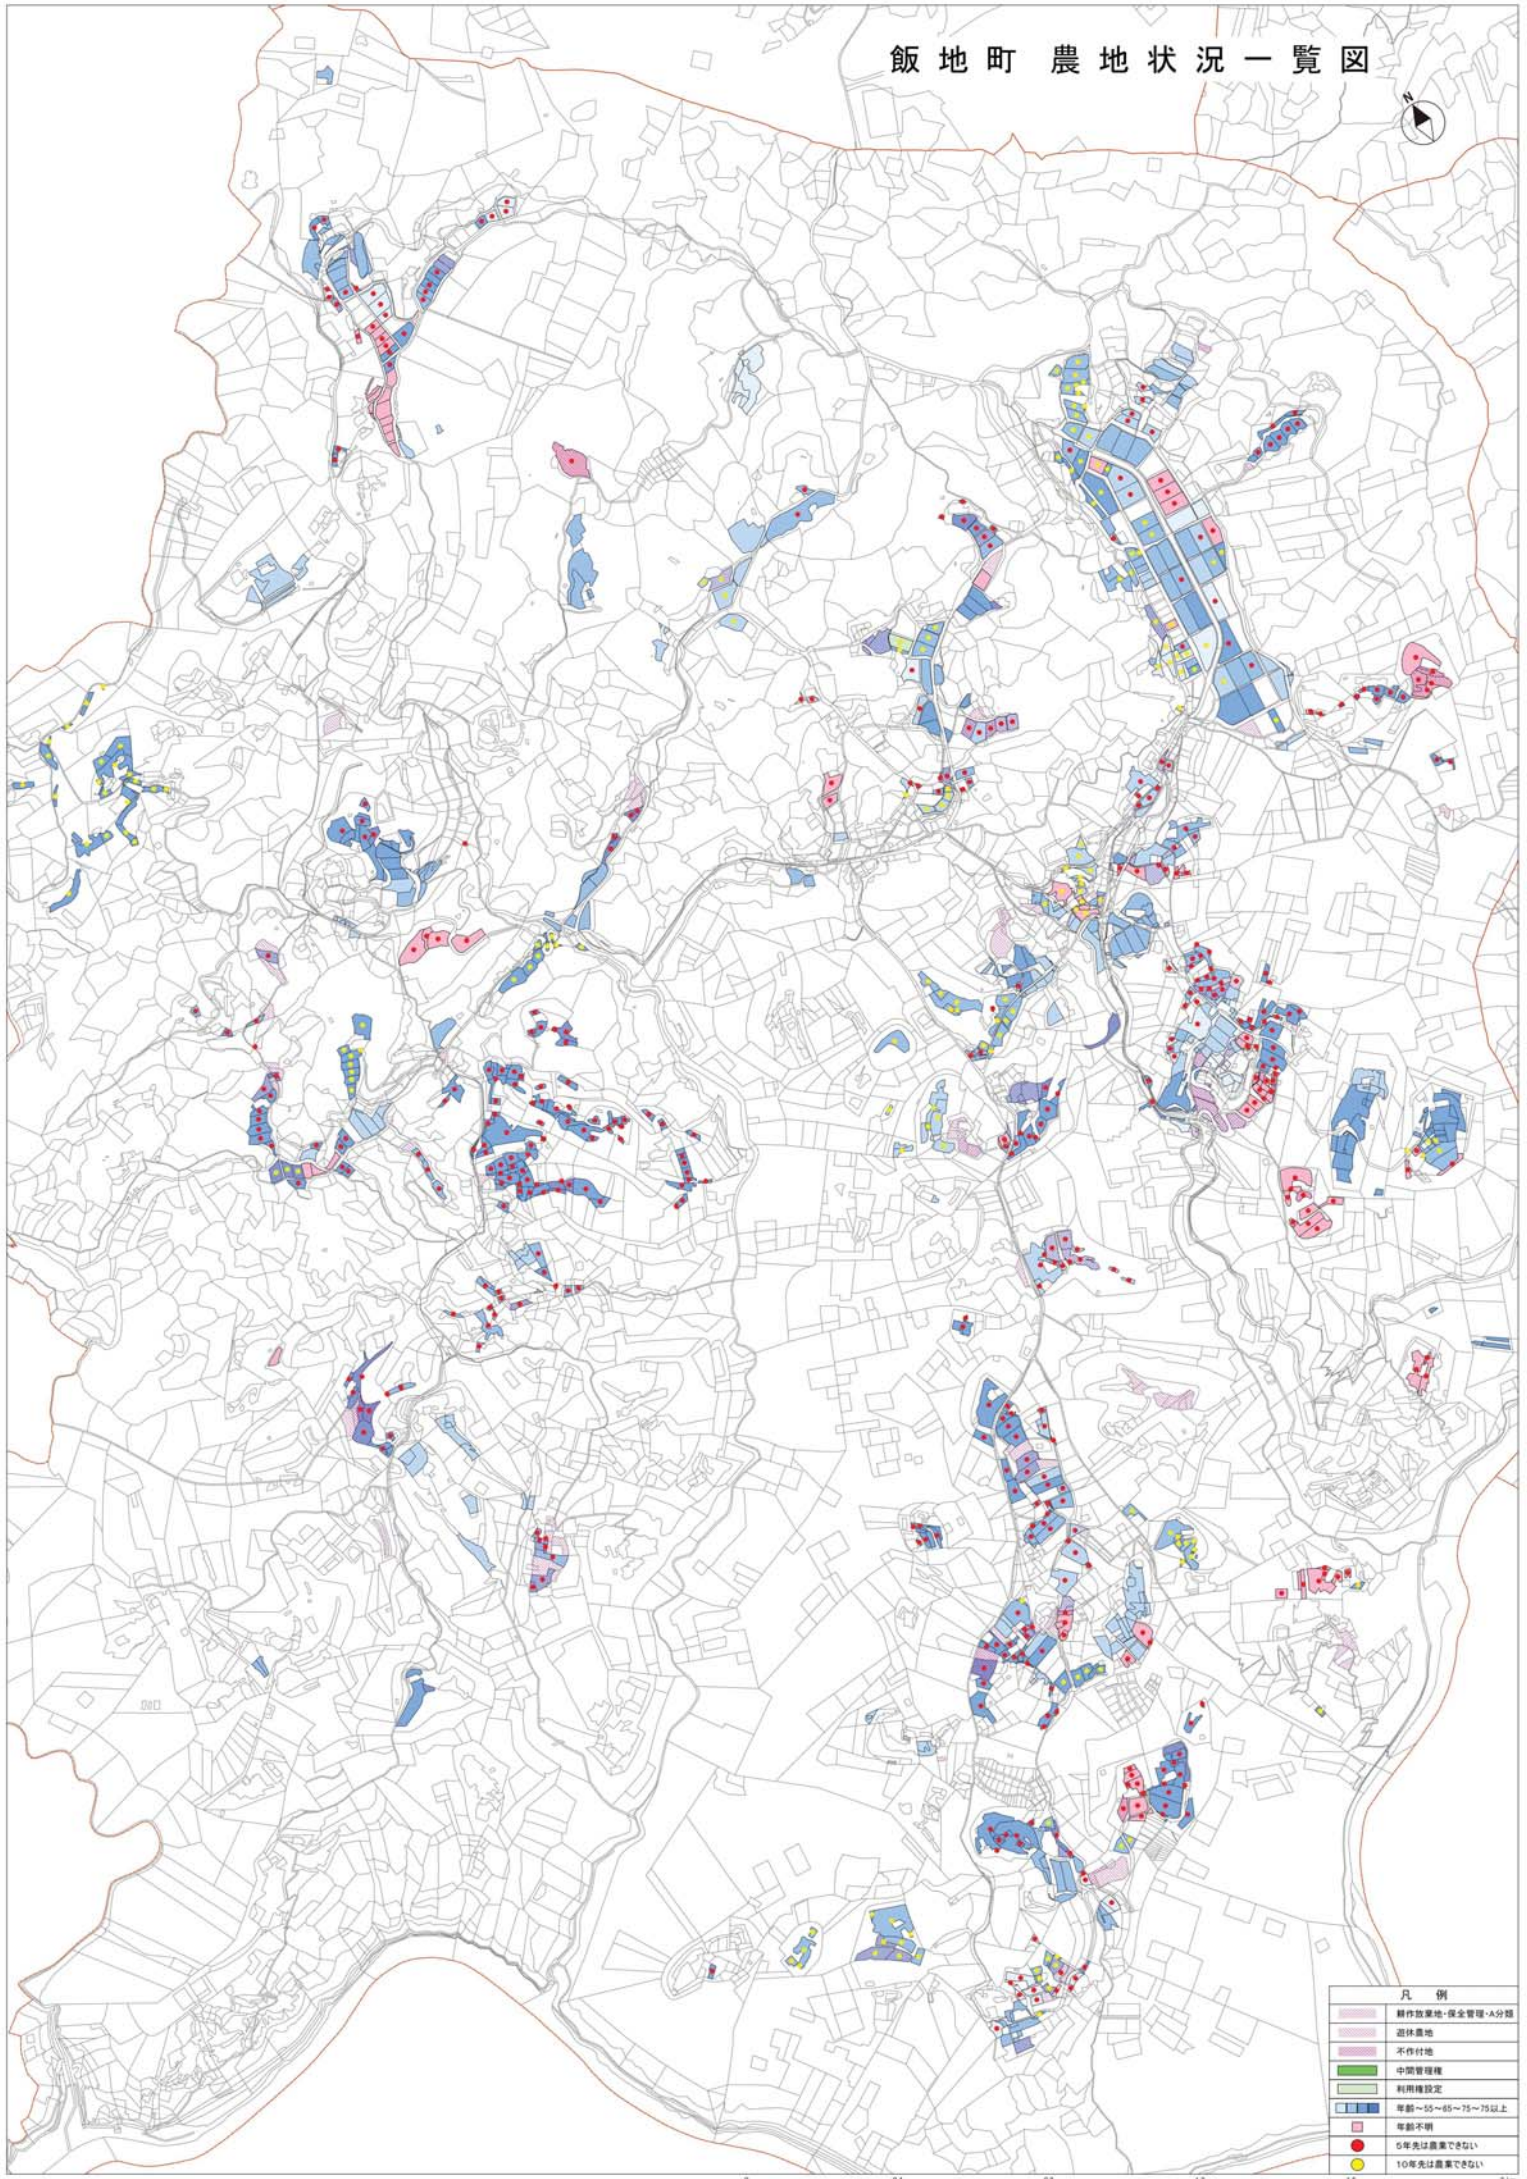 飯地町 農地状況一覧図
N
凡 例
耕作放棄地・保全管理・A分類
遊休農地
不作付地
中間管理権
利用権設定
年齢~55~65~75~75以上
年齢不明
5年先は農業できない
10年先は農業できない